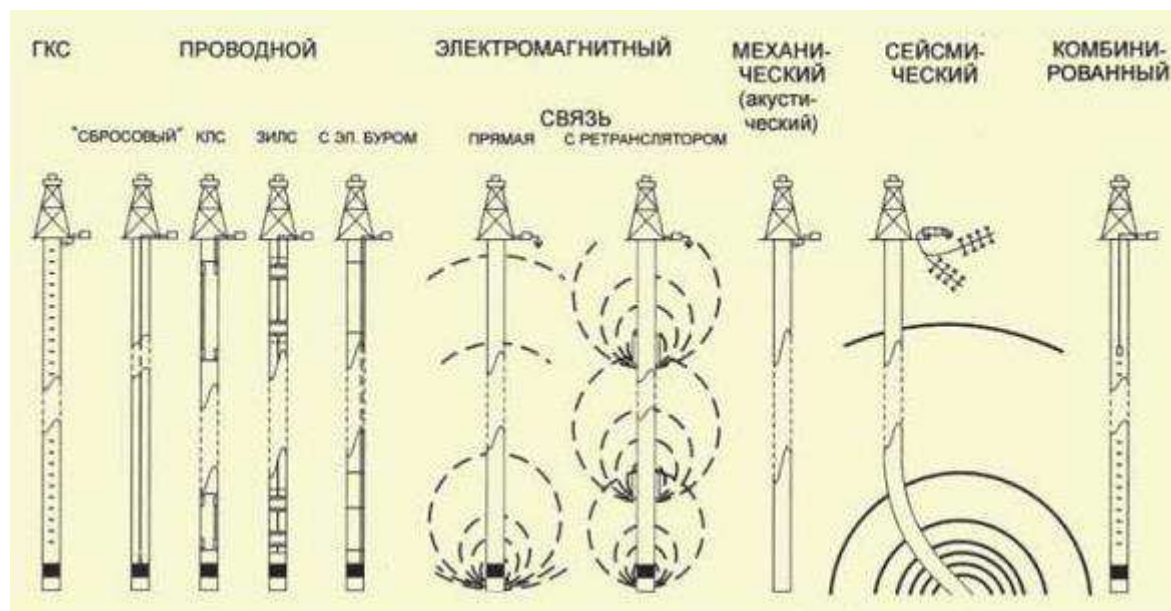 ГКС
ПРОВОДНОЙ
ЭЛЕКТРОМАГНИТНЫЙ
МЕХАНИ-
ЧЕСКИЙ
(акусти-
ческий)
СЕЙСМИ-
ЧЕСКИЙ
КОМБИНИ-
РОВАННЫЙ
СВЯЗЬ
"СБРОСОВЫЙ" КЛС ЗИЛС С ЭЛ. БУРОМ ПРЯМАЯ С РЕТРАНСЛЯТОРОМ